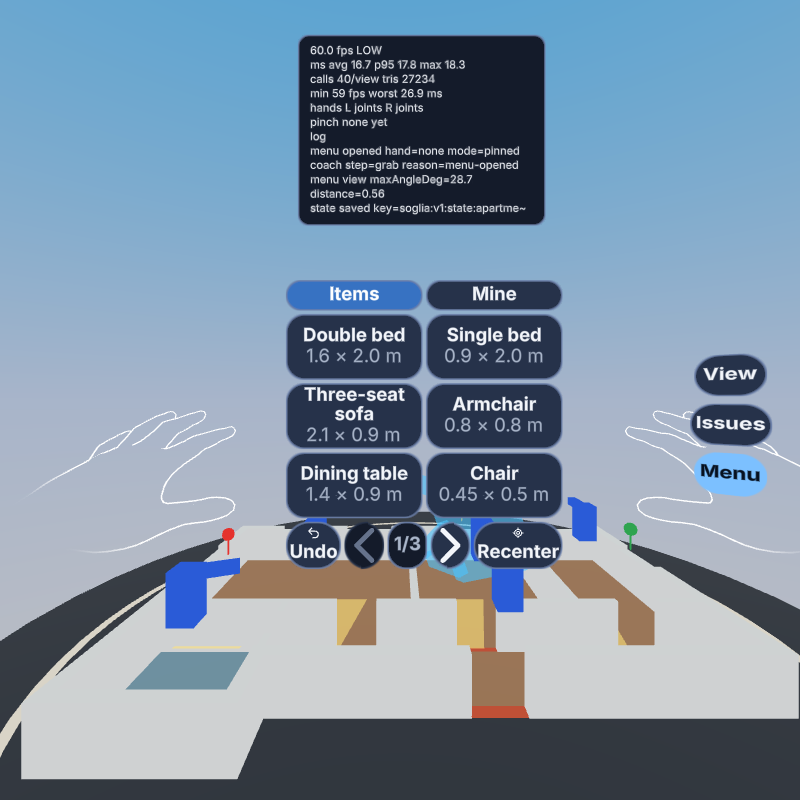 60.0 fps LOW
ms avg 16.7 p95 17.8 max 18.3
calls 40/view tris 27234
min 59 fps worst 26.9 ms
hands L joints R joints
pinch none yet
log
menu opened hand=none mode=pinned
coach step=grab reason=menu-opened
menu view maxAngleDeg=28.7
distance=0.56
state saved key=soglia:v1:state:apartme~
Items
Mine
Double bed
1.6 × 2.0 m
Single bed
0.9 × 2.0 m
Three-seat
sofa
2.1 × 0.9 m
Armchair
0.8 × 0.8 m
Dining table
1.4 × 0.9 m
Chair
0.45 × 0.5 m
Undo
1/3
Recenter
View
Issues
Menu